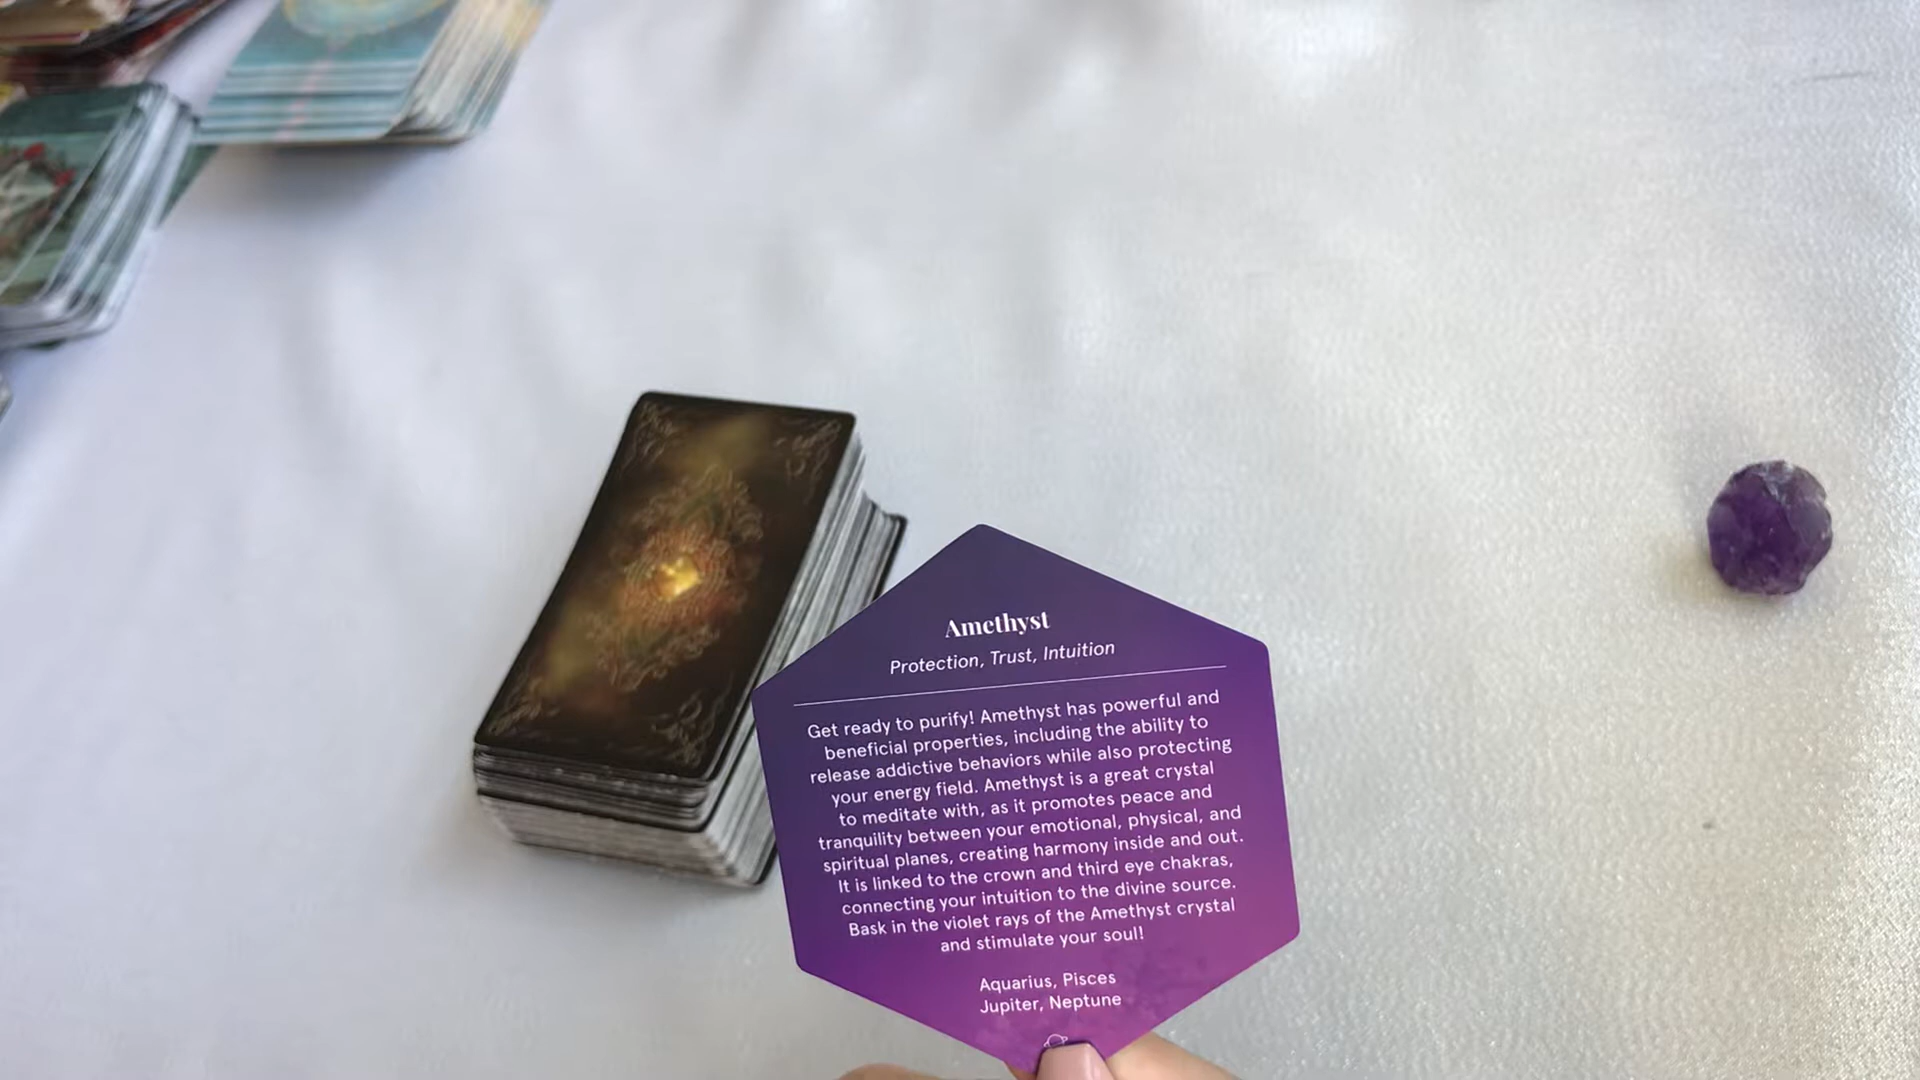 Amethyst
Protection, Trust, Intuition
Get ready to purify! Amethyst has powerful and
beneficial properties, including the ability to
release addictive behaviors while also protecting
your energy field. Amethyst is a great crystal
to meditate with, as it promotes peace and
tranquility between your emotional, physical, and
spiritual planes, creating harmony inside and out.
It is linked to the crown and third eye chakras,
connecting your intuition to the divine source.
Bask in the violet rays of the Amethyst crystal
and stimulate your soul!
Aquarius, Pisces
Jupiter, Neptune